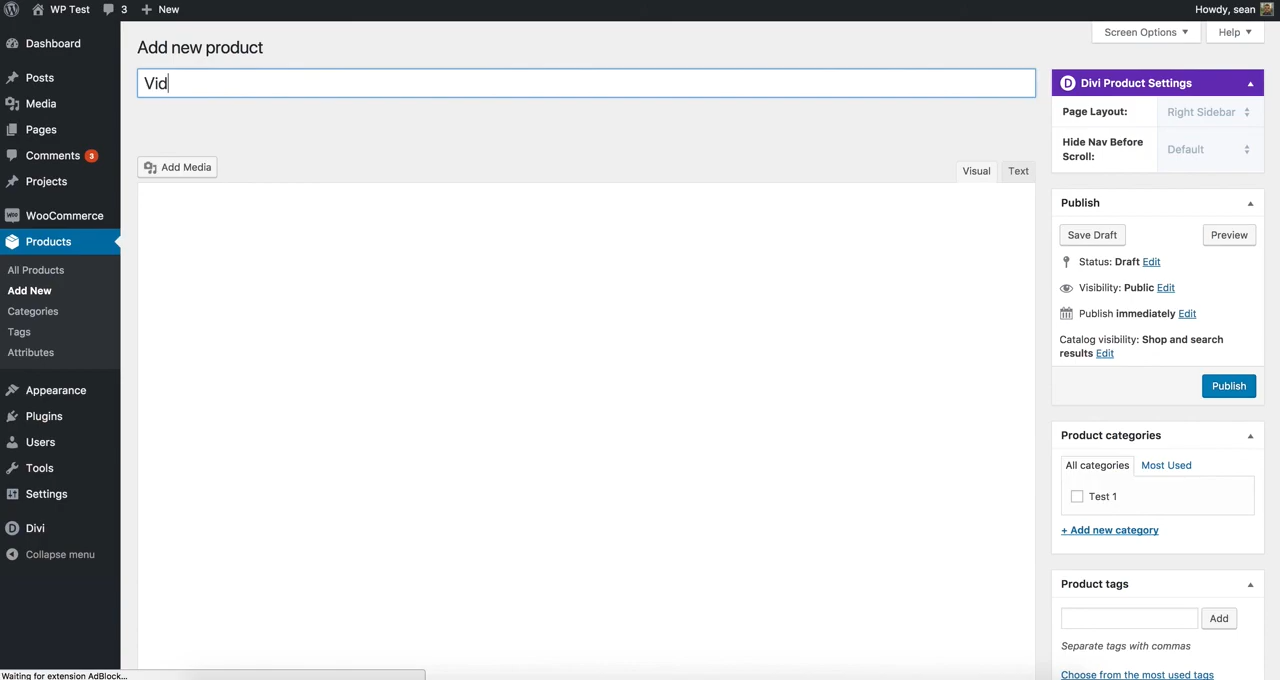 WP Test
3
New
Howdy, sean
Dashboard
Posts
Media
Pages
Comments 3
Projects
WooCommerce
Products
All Products
Add New
Categories
Tags
Attributes
Appearance
Plugins
Users
Tools
Settings
Divi
Collapse menu
Screen Options
Help
Add new product
Vid
Add Media
Visual
Text
Divi Product Settings
Page Layout:
Right Sidebar
Hide Nav Before
Scroll:
Default
Publish
Save Draft
Preview
Status: Draft Edit
Visibility: Public Edit
Publish immediately Edit
Catalog visibility: Shop and search
results Edit
Publish
Product categories
All categories
Most Used
Test 1
+ Add new category
Product tags
Add
Separate tags with commas
Choose from the most used tags
Waiting for extension AdBlock...